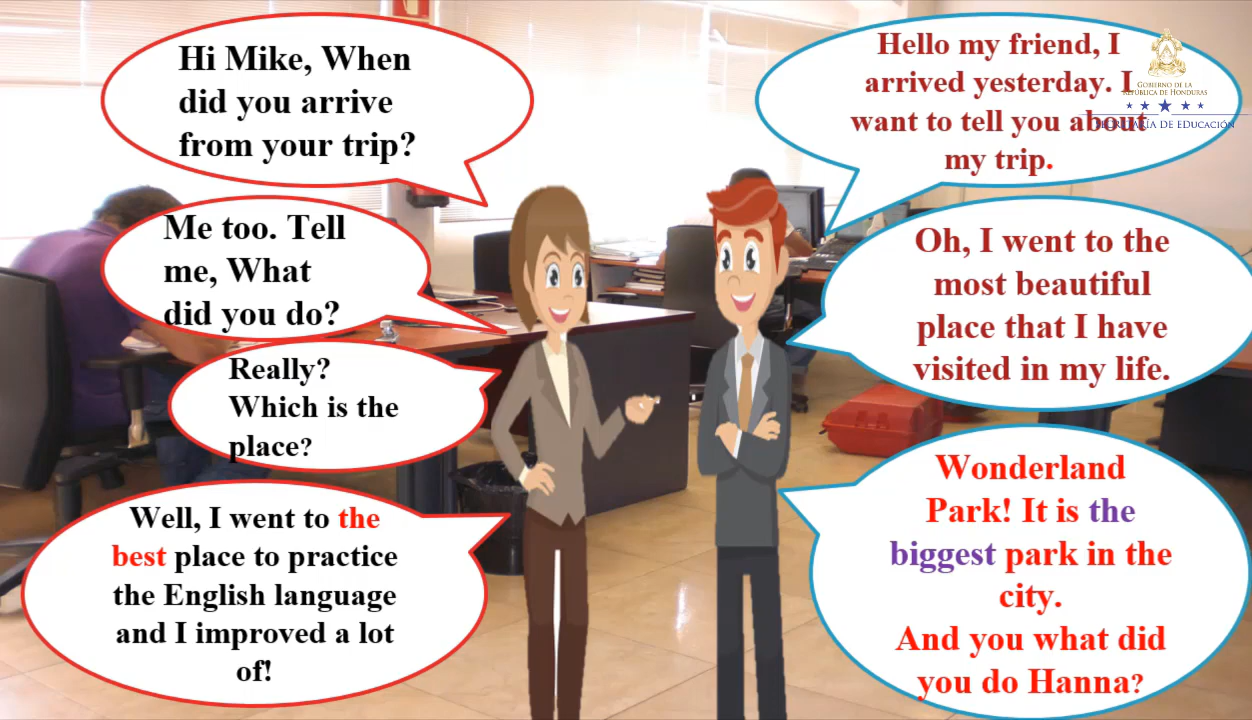 Hi Mike, When
did you arrive
from your trip?
Hello my friend, I
arrived yesterday. I
want to tell you about
my trip.
GOBIERNO DE LA
REPÚBLICA DE HONDURAS
SECRETARÍA DE EDUCACIÓN
Me too. Tell
me, What
did you do?
Oh, I went to the
most beautiful
place that I have
visited in my life.
Really?
Which is the
place?
Wonderland
Park! It is the
biggest park in the
city.
And you what did
you do Hanna?
Well, I went to the
best place to practice
the English language
and I improved a lot
of!